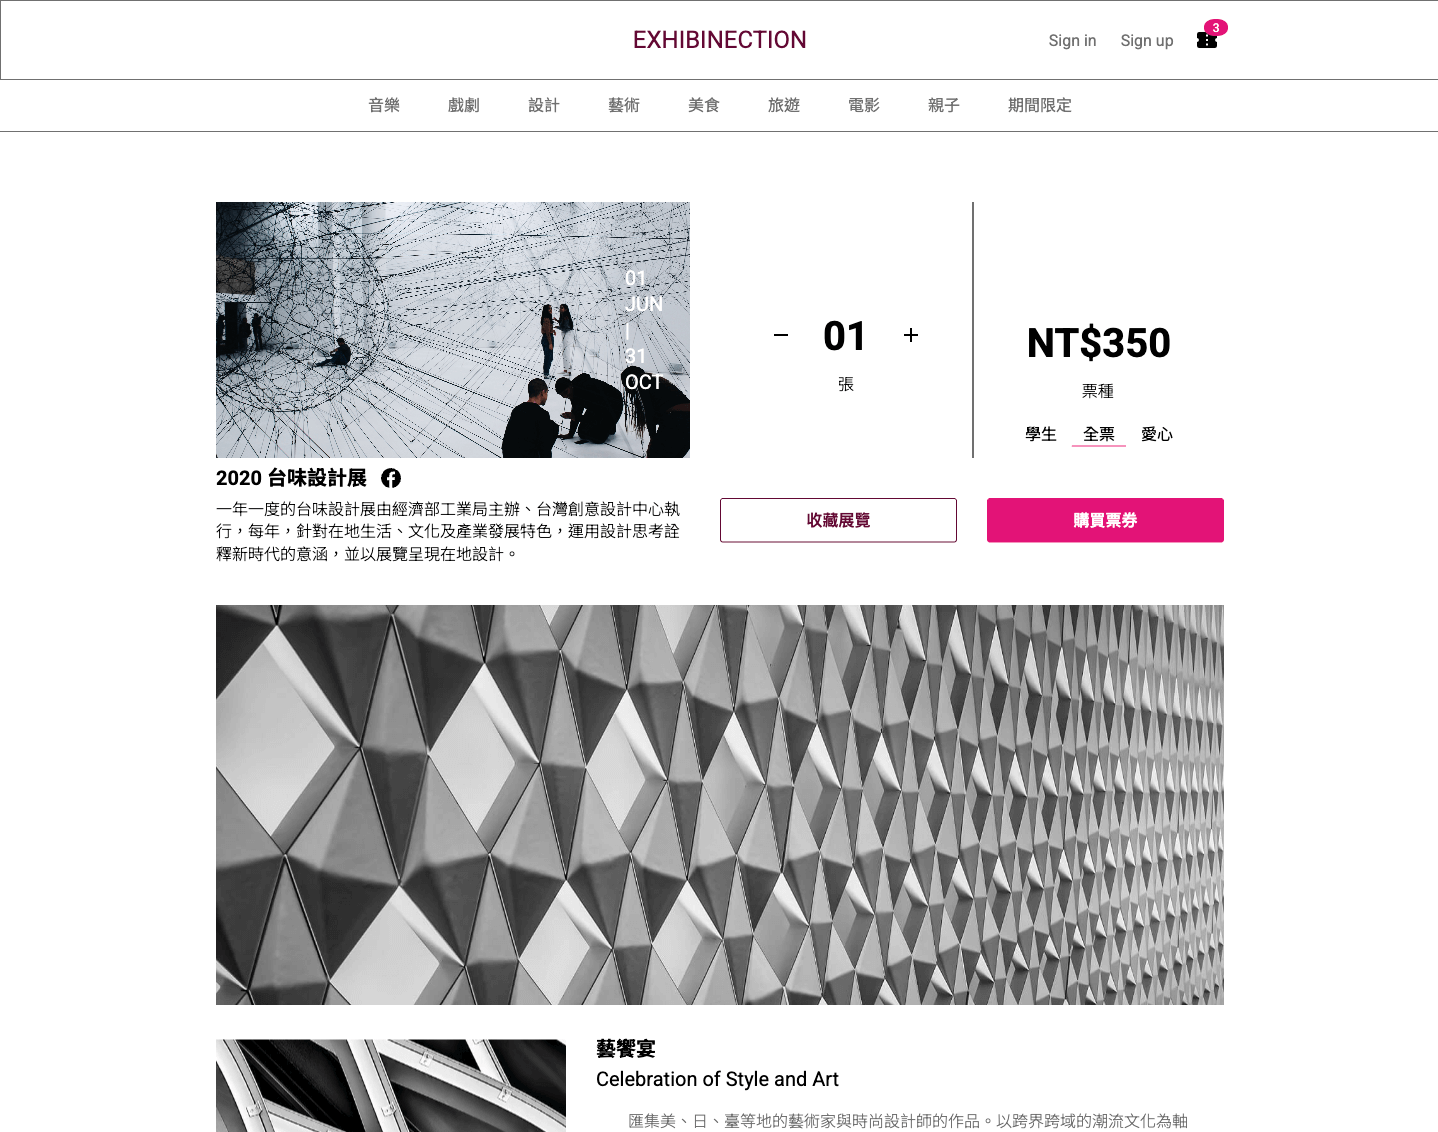 EXHIBINECTION
Sign in
Sign up
3
音樂
戲劇
設計
藝術
美食
旅遊
電影
親子
期間限定
01
JUN
|
31
OCT
2020 台味設計展
一年一度的台味設計展由經濟部工業局主辦、台灣創意設計中心執
行，每年，針對在地生活、文化及產業發展特色，運用設計思考詮
釋新時代的意涵，並以展覽呈現在地設計。
− 01 +
張
NT$350
票種
學生 全票 愛心
收藏展覽
購買票券
藝饗宴
Celebration of Style and Art
匯集美、日、臺等地的藝術家與時尚設計師的作品。以跨界跨域的潮流文化為軸